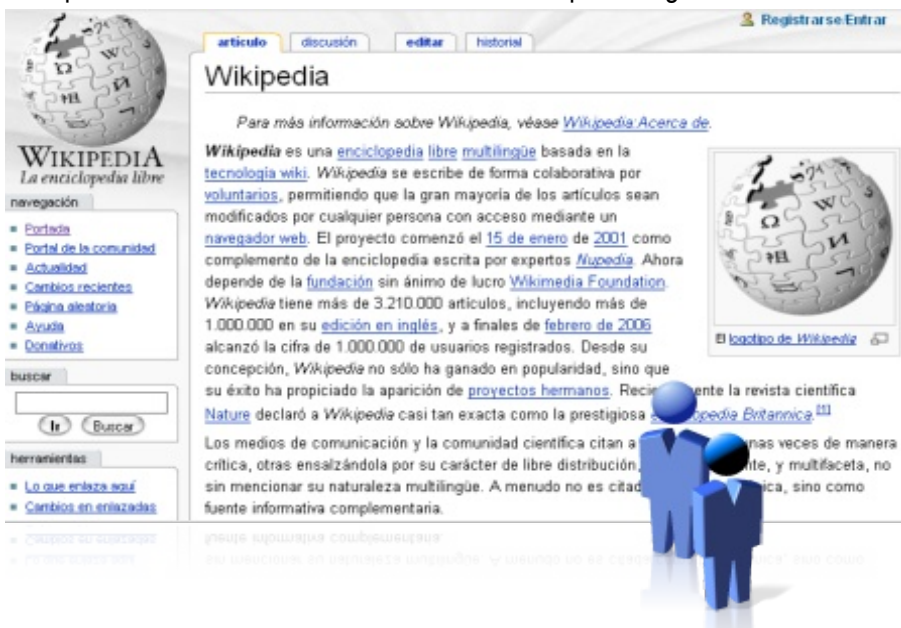 Registrarse/Entrar
artículo discusión editar historial
Wikipedia
Para más información sobre Wikipedia, véase Wikipedia:Acerca de.
WIKIPEDIA
La enciclopedia libre
navegación
Portada
Portal de la comunidad
Actualidad
Cambios recientes
Página aleatoria
Ayuda
Donativos
buscar
Ir Buscar
herramientas
Lo que enlaza aquí
Cambios en enlazadas
Wikipedia es una enciclopedia libre multilingüe basada en la
tecnología wiki. Wikipedia se escribe de forma colaborativa por
voluntarios, permitiendo que la gran mayoría de los artículos sean
modificados por cualquier persona con acceso mediante un
navegador web. El proyecto comenzó el 15 de enero de 2001 como
complemento de la enciclopedia escrita por expertos Nupedia. Ahora
depende de la fundación sin ánimo de lucro Wikimedia Foundation.
Wikipedia tiene más de 3.210.000 artículos, incluyendo más de
1.000.000 en su edición en inglés, y a finales de febrero de 2006
alcanzó la cifra de 1.000.000 de usuarios registrados. Desde su
concepción, Wikipedia no sólo ha ganado en popularidad, sino que
su éxito ha propiciado la aparición de proyectos hermanos. la revista científica
Nature declaró a Wikipedia casi tan exacta como la prestigiosa Britannica.[1]
El logotipo de Wikipedia
Los medios de comunicación y la comunidad científica citan a veces de manera
crítica, otras ensalzándola por su carácter de libre distribución, y multifaceta, no
sin mencionar su naturaleza multilingüe. A menudo no es sino como
fuente informativa complementaria.